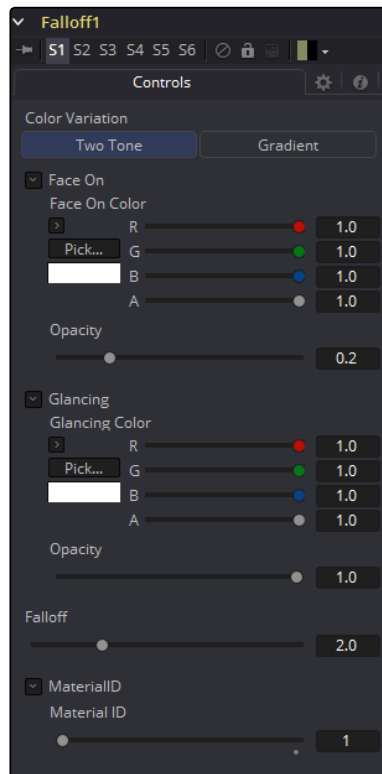 Falloff1
S1 S2 S3 S4 S5 S6
Controls
Color Variation
Two Tone Gradient
Face On
Face On Color
R 1.0
Pick... G 1.0
B 1.0
A 1.0
Opacity
0.2
Glancing
Glancing Color
R 1.0
Pick... G 1.0
B 1.0
A 1.0
Opacity
1.0
Falloff
2.0
MaterialID
Material ID
1